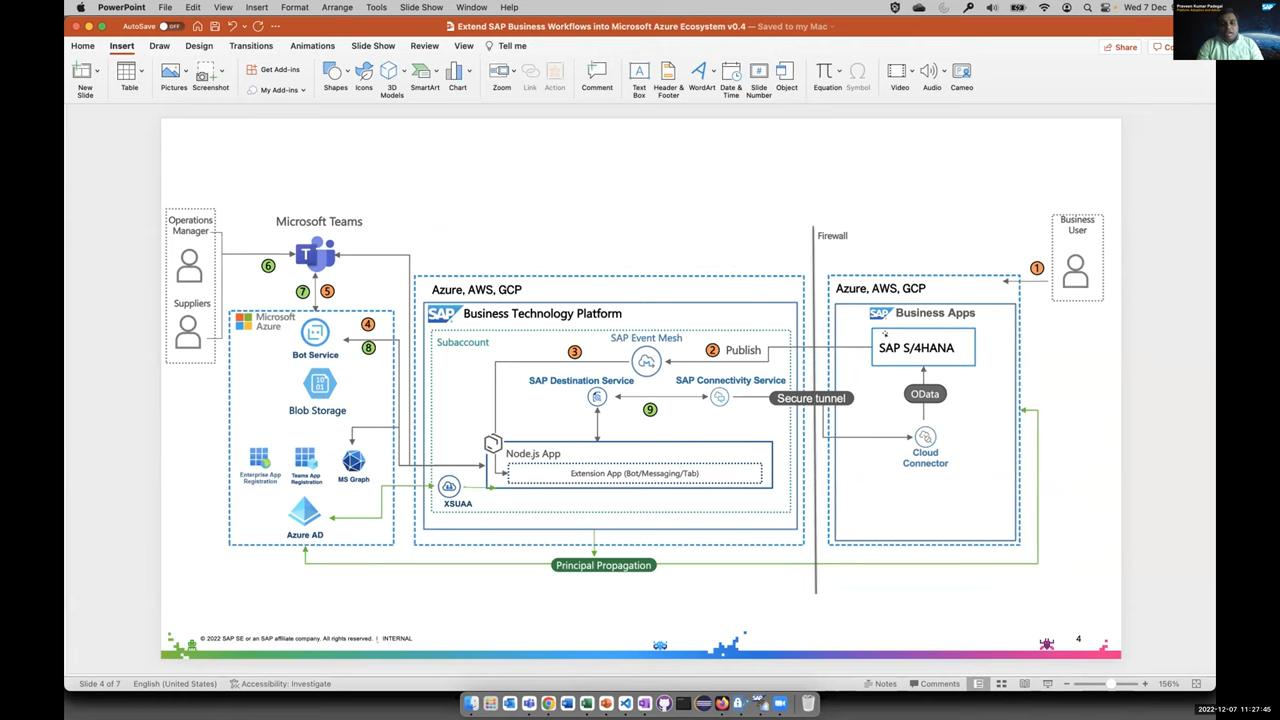 PowerPoint File Edit View Insert Format Arrange Tools Slide Show Window Help
Wed 7 Dec
Praveen Kumar Padegal
SAP
AutoSave OFF
Extend SAP Business Workflows into Microsoft Azure Ecosystem v0.4 — Saved to my Mac
Home Insert Draw Design Transitions Animations Slide Show Review View Tell me
Share
New Slide
Table
Pictures
Screenshot
Get Add-ins
My Add-ins
Shapes
Icons
3D Models
SmartArt
Chart
Zoom
Link
Action
Comment
Text Box
Header & Footer
WordArt
Date & Time
Slide Number
Object
Equation
Symbol
Video
Audio
Cameo
Operations Manager
Suppliers
Microsoft Teams
6
7
5
Microsoft Azure
Bot Service
4
8
Blob Storage
Enterprise App Registration
Teams App Registration
MS Graph
Azure AD
Azure, AWS, GCP
SAP Business Technology Platform
Subaccount
SAP Event Mesh
3
2
Publish
SAP Destination Service
SAP Connectivity Service
9
Secure tunnel
Node.js App
Extension App (Bot/Messaging/Tab)
XSUAA
Principal Propagation
Firewall
Azure, AWS, GCP
SAP Business Apps
SAP S/4HANA
OData
Cloud Connector
1
Business User
© 2022 SAP SE or an SAP affiliate company. All rights reserved. | INTERNAL
4
Slide 4 of 7
English (United States)
Accessibility: Investigate
Notes
Comments
156%
2022-12-07 11:27:45